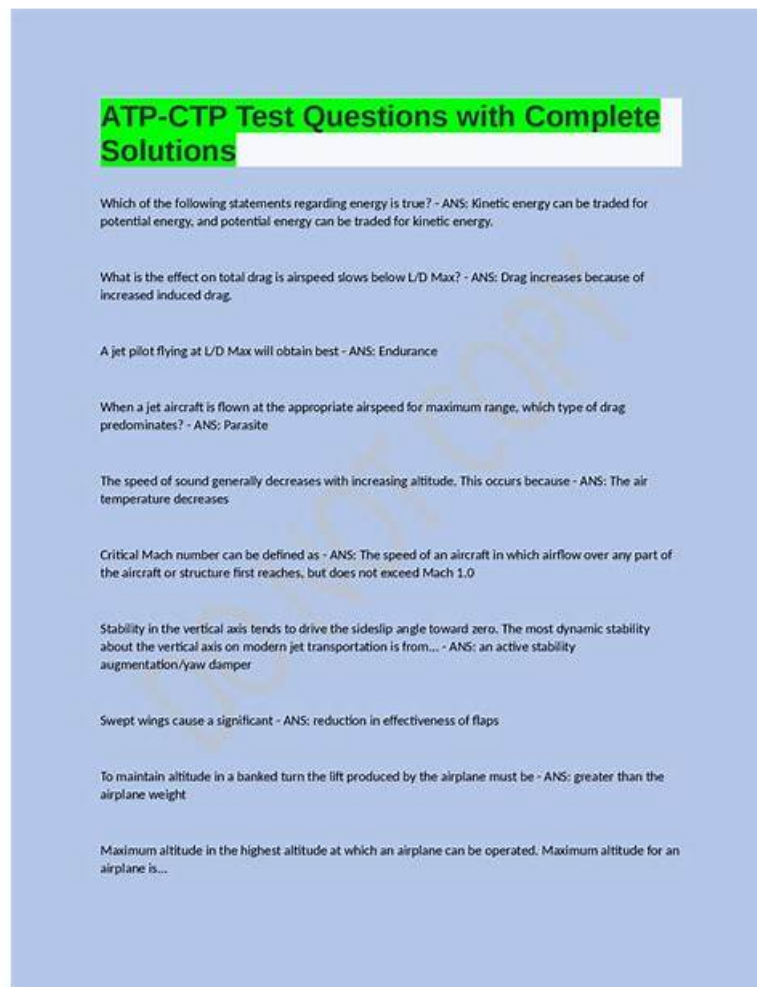 ATP-CTP Test Questions with Complete
Solutions
Which of the following statements regarding energy is true? - ANS: Kinetic energy can be traded for
potential energy, and potential energy can be traded for kinetic energy.
What is the effect on total drag is airspeed slows below L/D Max? - ANS: Drag increases because of
increased induced drag.
A jet pilot flying at L/D Max will obtain best - ANS: Endurance
When a jet aircraft is flown at the appropriate airspeed for maximum range, which type of drag
predominates? - ANS: Parasite
The speed of sound generally decreases with increasing altitude. This occurs because - ANS: The air
temperature decreases
Critical Mach number can be defined as - ANS: The speed of an aircraft in which airflow over any part of
the aircraft or structure first reaches, but does not exceed Mach 1.0
Stability in the vertical axis tends to drive the sideslip angle toward zero. The most dynamic stability
about the vertical axis on modern jet transportation is from... - ANS: an active stability
augmentation/yaw damper
Swept wings cause a significant - ANS: reduction in effectiveness of flaps
To maintain altitude in a banked turn the lift produced by the airplane must be - ANS: greater than the
airplane weight
Maximum altitude in the highest altitude at which an airplane can be operated. Maximum altitude for an
airplane is...
DO NOT COPY